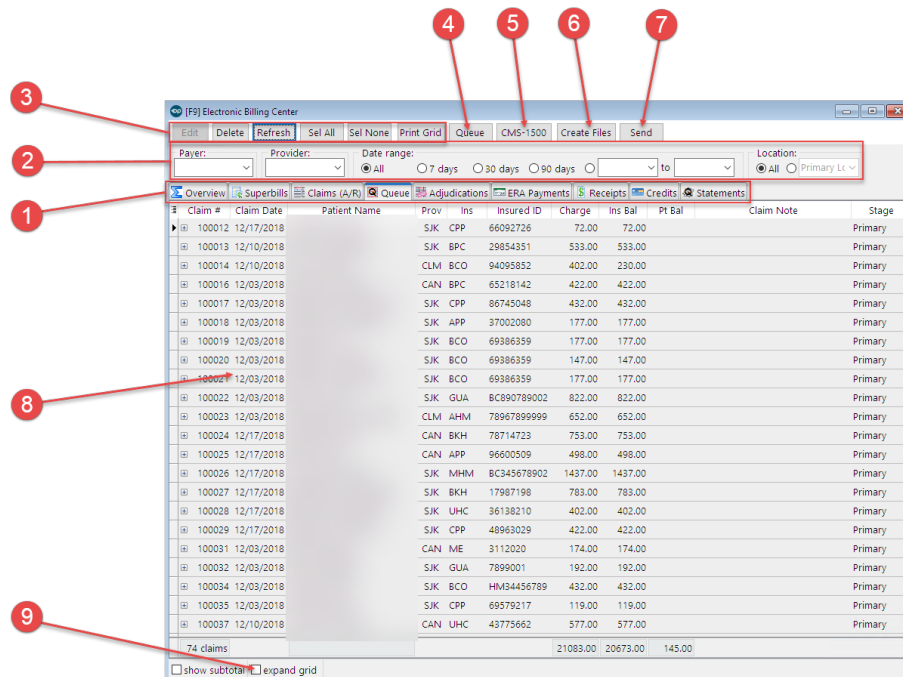 4 5 6 7
3
[F9] Electronic Billing Center
Edit Delete Refresh Sel All Sel None Print Grid Queue CMS-1500 Create Files Send
2
Payer: Provider: Date range: Location:
All 7 days 30 days 90 days to All Primary Lc
1
Overview Superbills Claims (A/R) Queue Adjudications ERA Payments Receipts Credits Statements
Claim # Claim Date Patient Name Prov Ins Insured ID Charge Ins Bal Pt Bal Claim Note Stage
100012 12/17/2018 SJK CPP 66092726 72.00 72.00 Primary
100013 12/10/2018 SJK BPC 29854351 533.00 533.00 Primary
100014 12/10/2018 CLM BCO 94095852 402.00 230.00 Primary
100016 12/03/2018 CAN BPC 65218142 422.00 422.00 Primary
100017 12/03/2018 SJK CPP 86745048 432.00 432.00 Primary
100018 12/03/2018 SJK APP 37002080 177.00 177.00 Primary
100019 12/03/2018 SJK BCO 69386359 177.00 177.00 Primary
100020 12/03/2018 SJK BCO 69386359 147.00 147.00 Primary
100021 12/03/2018 SJK BCO 69386359 177.00 177.00 Primary
8
100022 12/03/2018 SJK GUA BC890789002 822.00 822.00 Primary
100023 12/03/2018 CLM AHM 78967899999 652.00 652.00 Primary
100024 12/17/2018 CAN BKH 78714723 753.00 753.00 Primary
100025 12/17/2018 CAN APP 96600509 498.00 498.00 Primary
100026 12/17/2018 SJK MHM BC345678902 1437.00 1437.00 Primary
100027 12/17/2018 SJK BKH 17987198 783.00 783.00 Primary
100028 12/17/2018 SJK UHC 36138210 402.00 402.00 Primary
100029 12/17/2018 SJK CPP 48963029 422.00 422.00 Primary
100031 12/03/2018 CAN ME 3112020 174.00 174.00 Primary
100032 12/03/2018 SJK GUA 7899001 192.00 192.00 Primary
100034 12/03/2018 SJK BCO HM34456789 432.00 432.00 Primary
100035 12/03/2018 SJK CPP 69579217 119.00 119.00 Primary
9
100037 12/10/2018 CAN UHC 43775662 577.00 577.00 Primary
74 claims 21083.00 20673.00 145.00
show subtotal expand grid